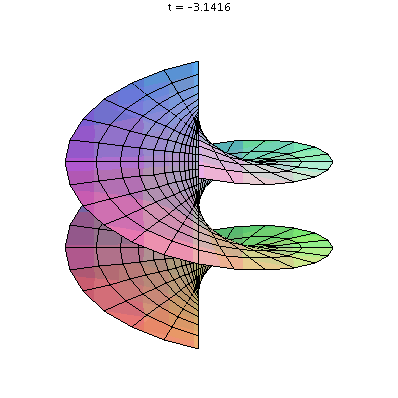 t = -3.1416